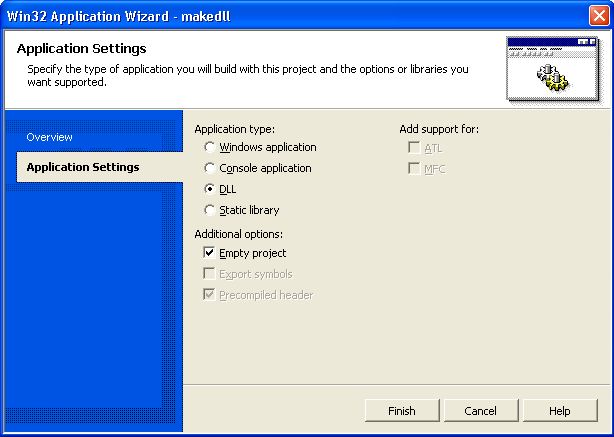 Win32 Application Wizard - makedll
Application Settings
Specify the type of application you will build with this project and the options or libraries you
want supported.
Overview
Application Settings
Application type:
Windows application
Console application
DLL
Static library
Additional options:
Empty project
Export symbols
Precompiled header
Add support for:
ATL
MFC
Finish
Cancel
Help